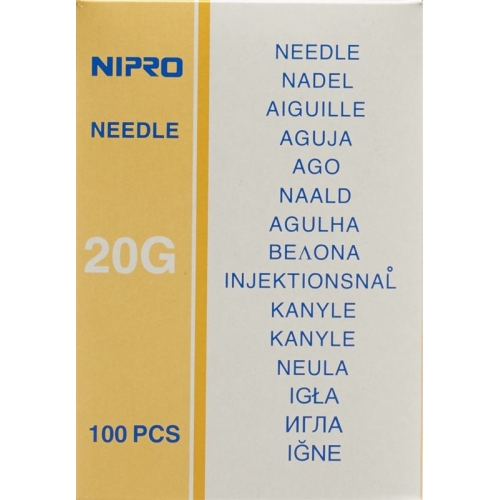 NIPRO
NEEDLE
20G
100 PCS
NEEDLE
NADEL
AIGUILLE
AGUJA
AGO
NAALD
AGULHA
ΒΕΛΟΝΑ
INJEKTIONSNAL̊
KANYLE
KANYLE
NEULA
IGŁA
ИГЛА
IĞNE